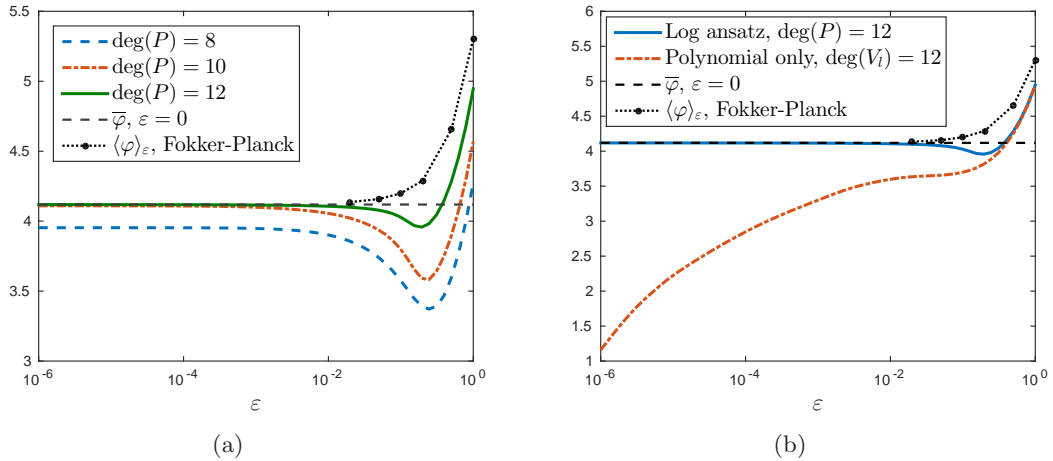 5.5
5
4.5
4
3.5
3
10^-6
10^-4
10^-2
10^0
ε
deg(P) = 8
deg(P) = 10
deg(P) = 12
φ̅, ε = 0
⟨φ⟩_ε, Fokker-Planck
(a)
6
5.5
5
4.5
4
3.5
3
2.5
2
1.5
1
10^-6
10^-4
10^-2
10^0
ε
Log ansatz, deg(P) = 12
Polynomial only, deg(V_l) = 12
φ̅, ε = 0
⟨φ⟩_ε, Fokker-Planck
(b)